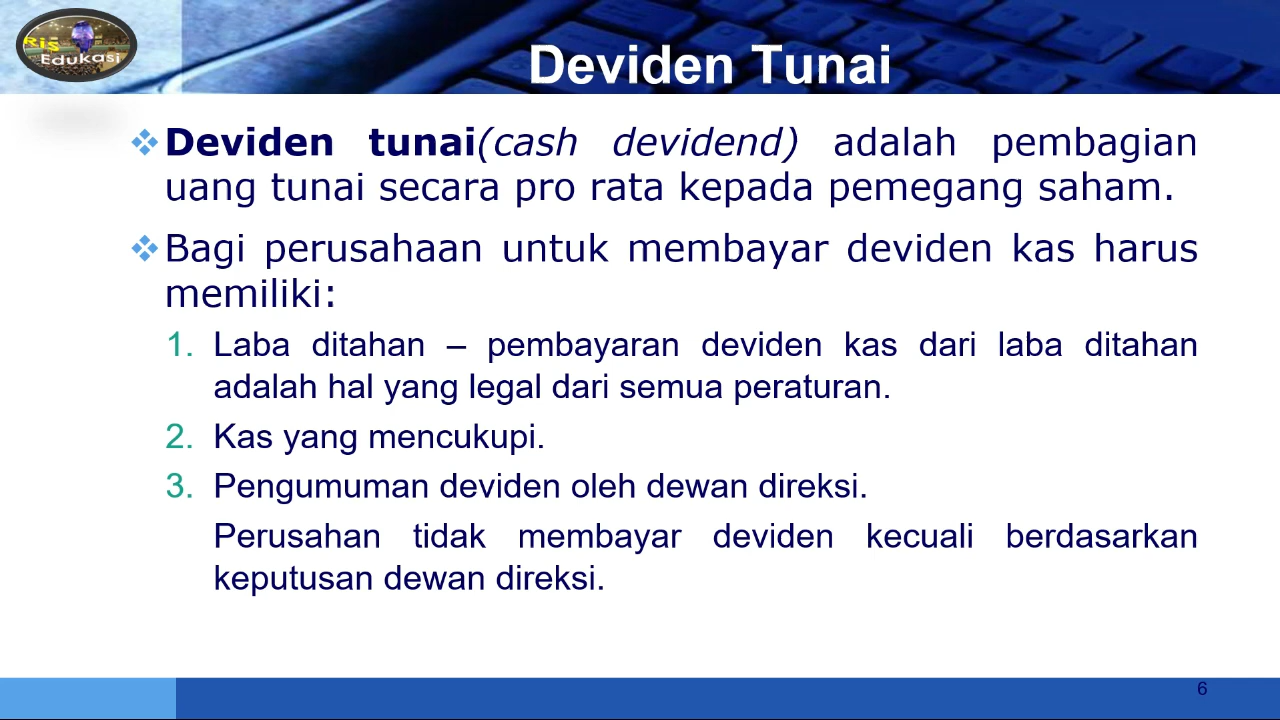 Ris
Edukasi
Deviden Tunai
Deviden tunai(cash devidend) adalah pembagian
uang tunai secara pro rata kepada pemegang saham.
Bagi perusahaan untuk membayar deviden kas harus
memiliki:
1. Laba ditahan – pembayaran deviden kas dari laba ditahan
adalah hal yang legal dari semua peraturan.
2. Kas yang mencukupi.
3. Pengumuman deviden oleh dewan direksi.
Perusahan tidak membayar deviden kecuali berdasarkan
keputusan dewan direksi.
6